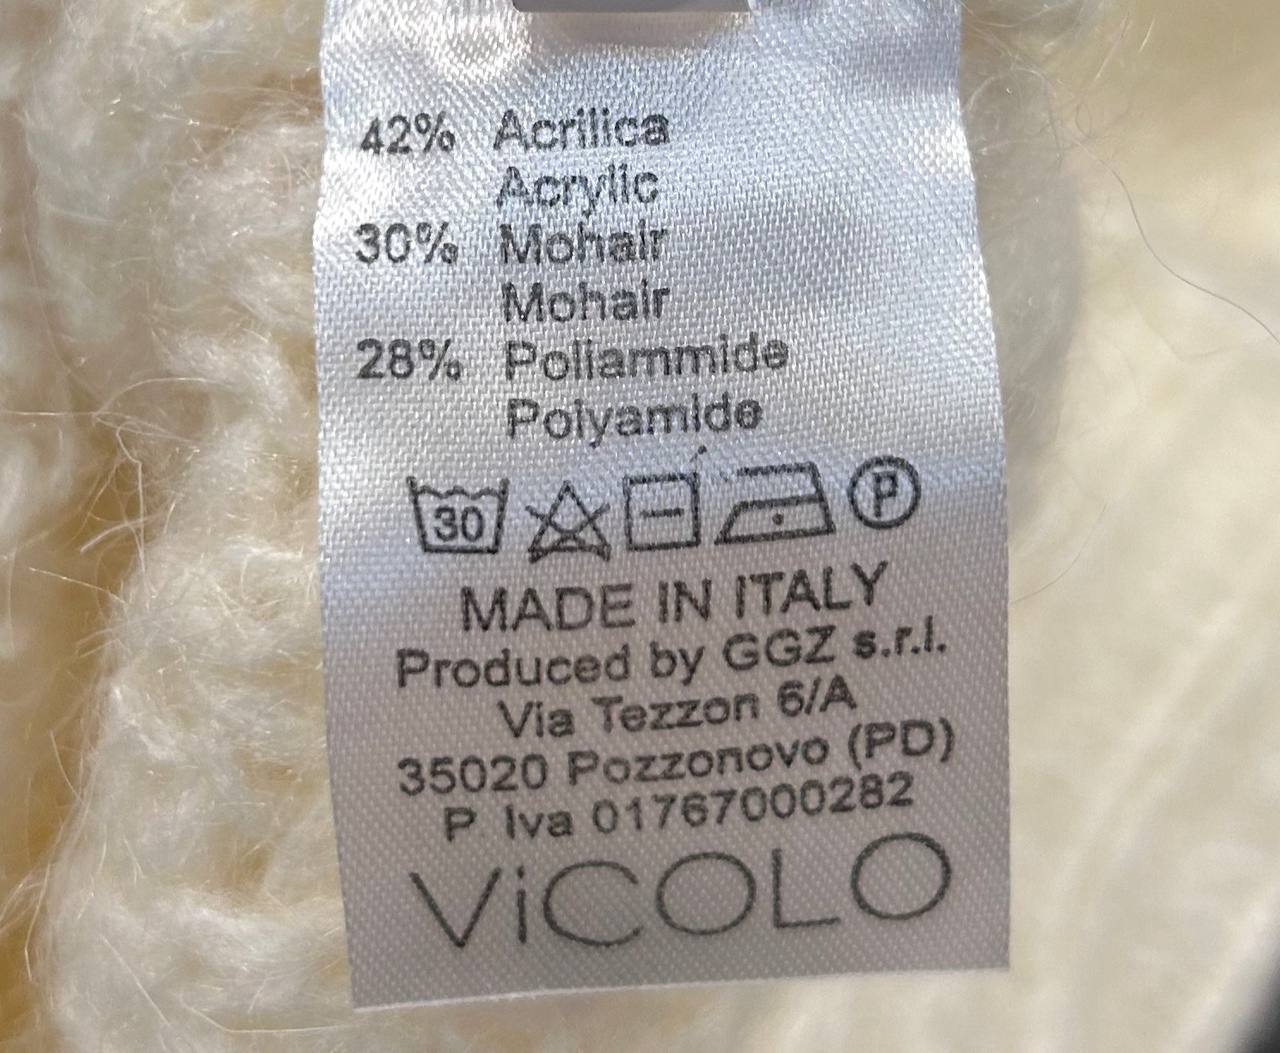 42% Acrilica
Acrylic
30% Mohair
Mohair
28% Poliammide
Polyamide
30 P
MADE IN ITALY
Produced by GGZ s.r.l.
Via Tezzon 6/A
35020 Pozzonovo (PD)
P Iva 01767000282
ViCOLO